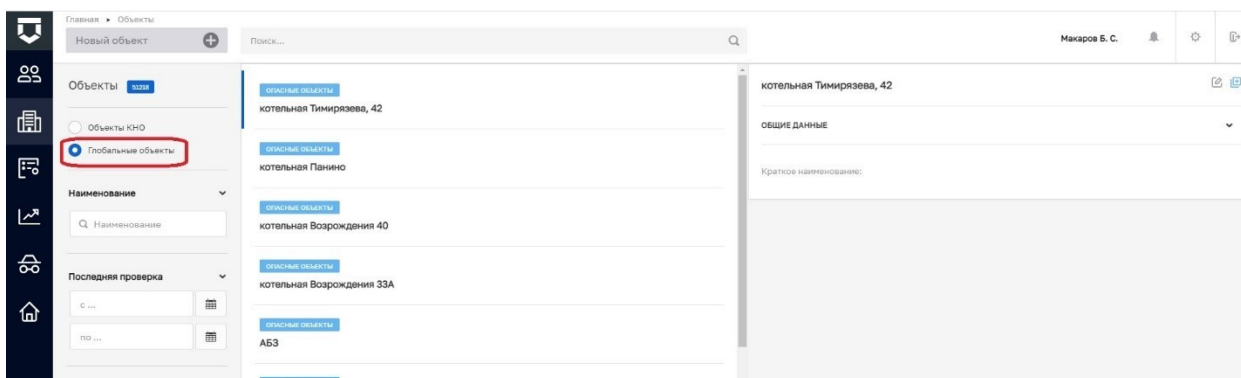 Главная ▸ Объекты
Новый объект
Поиск...
Макаров Б. С.
Объекты 51218
Объекты КНО
Глобальные объекты
Наименование
Наименование
Последняя проверка
с ...
по ...
ОПАСНЫЕ ОБЪЕКТЫ
котельная Тимирязева, 42
ОПАСНЫЕ ОБЪЕКТЫ
котельная Панино
ОПАСНЫЕ ОБЪЕКТЫ
котельная Возрождения 40
ОПАСНЫЕ ОБЪЕКТЫ
котельная Возрождения 33А
ОПАСНЫЕ ОБЪЕКТЫ
АБЗ
котельная Тимирязева, 42
ОБЩИЕ ДАННЫЕ
Краткое наименование: